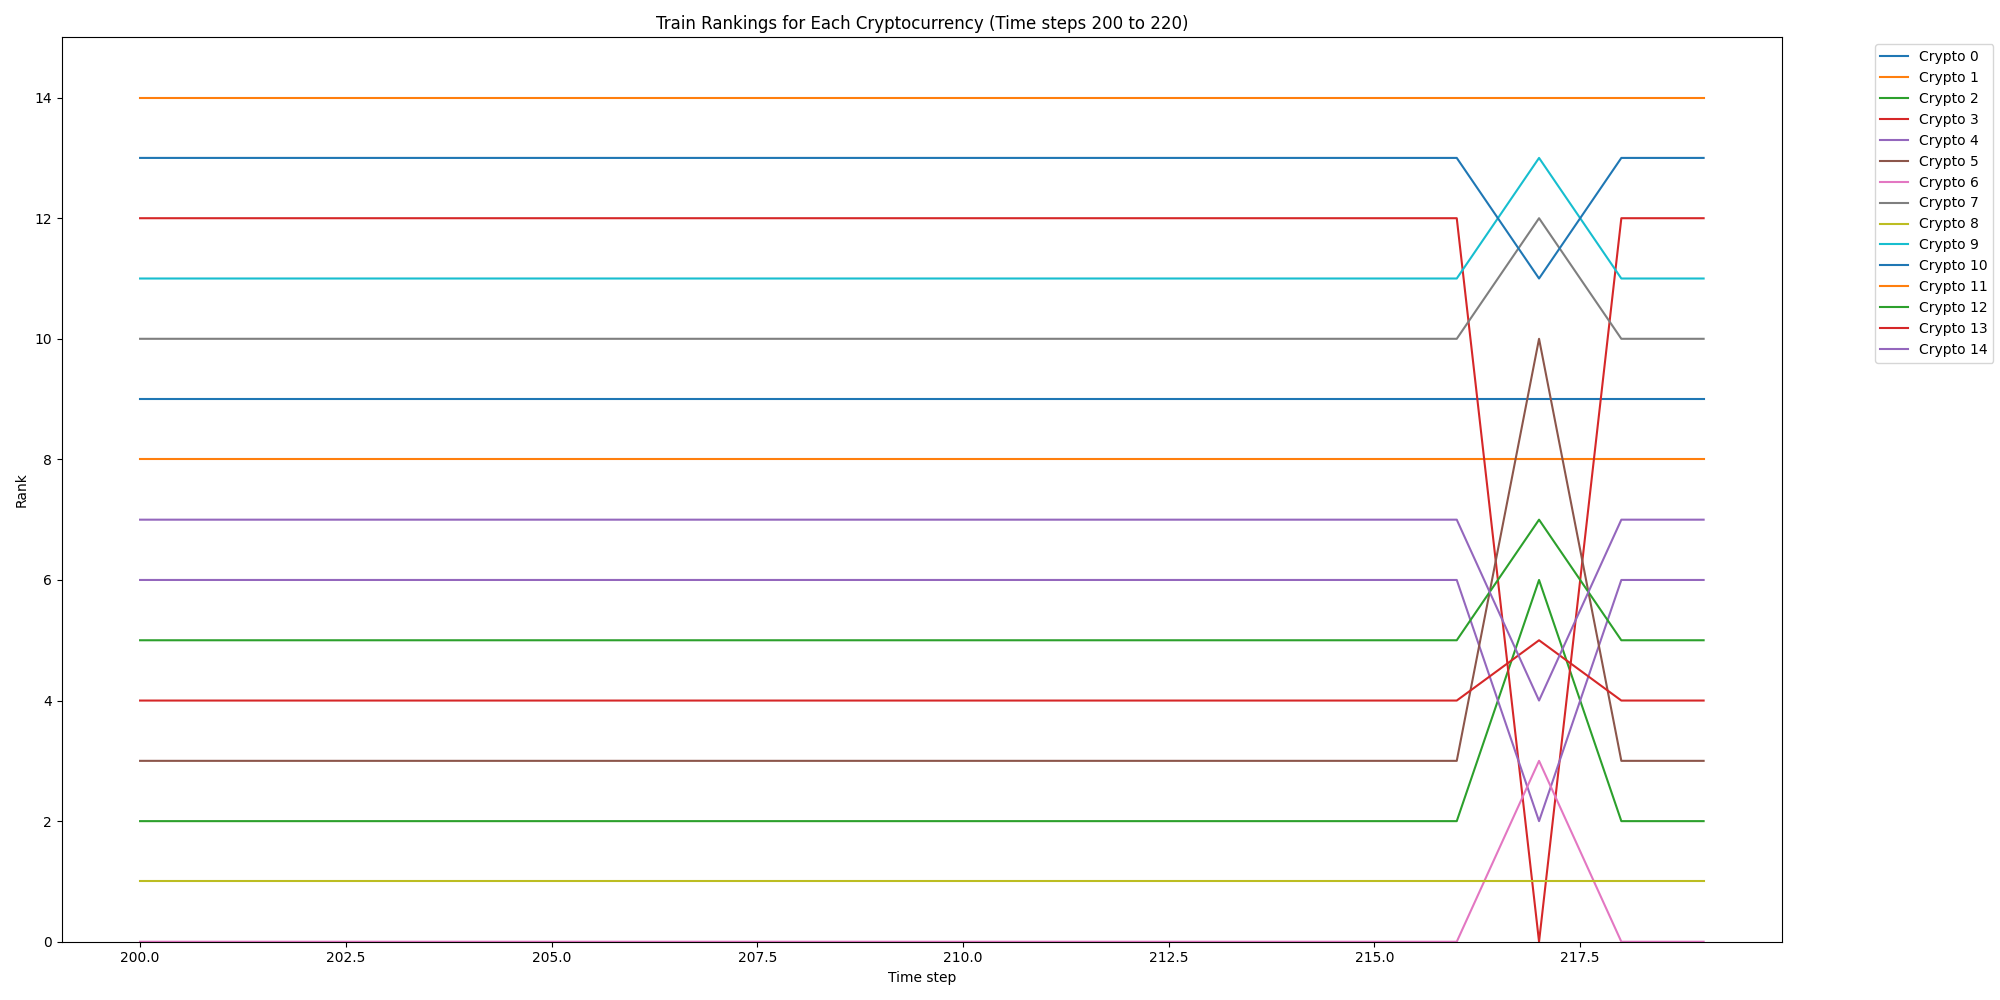 Train Rankings for Each Cryptocurrency (Time steps 200 to 220)
Rank
14
12
10
8
6
4
2
0
200.0 202.5 205.0 207.5 210.0 212.5 215.0 217.5
Time step
Crypto 0
Crypto 1
Crypto 2
Crypto 3
Crypto 4
Crypto 5
Crypto 6
Crypto 7
Crypto 8
Crypto 9
Crypto 10
Crypto 11
Crypto 12
Crypto 13
Crypto 14